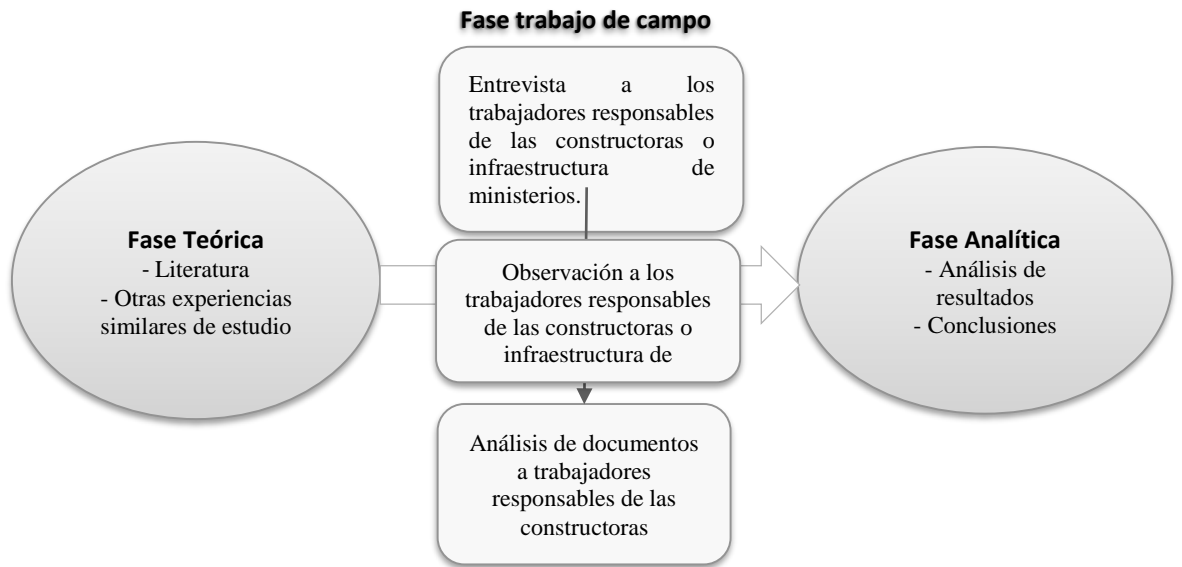 Fase trabajo de campo
Entrevista a los
trabajadores responsables
de las constructoras o
infraestructura de
ministerios.
Fase Teórica
- Literatura
- Otras experiencias
similares de estudio
Observación a los
trabajadores responsables
de las constructoras o
infraestructura de
Fase Analítica
- Análisis de
resultados
- Conclusiones
Análisis de documentos
a trabajadores
responsables de las
constructoras